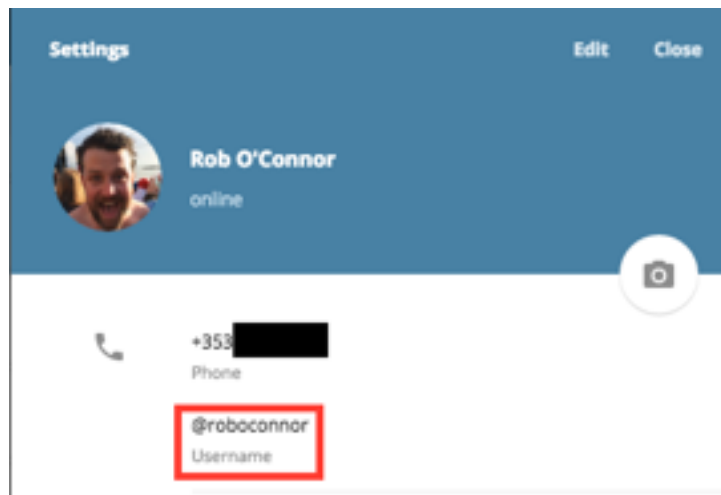 Settings Edit Close
Rob O'Connor
online
+353
Phone
@roboconnor
Username